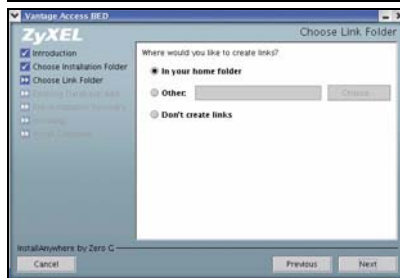 Vantage Access BED
ZyXEL
Choose Link Folder
Introduction
Choose Installation Folder
Choose Link Folder
Where would you like to create links?
In your home folder
Other:
Choose...
Don't create links
InstallAnywhere by Zero G
Cancel
Previous
Next